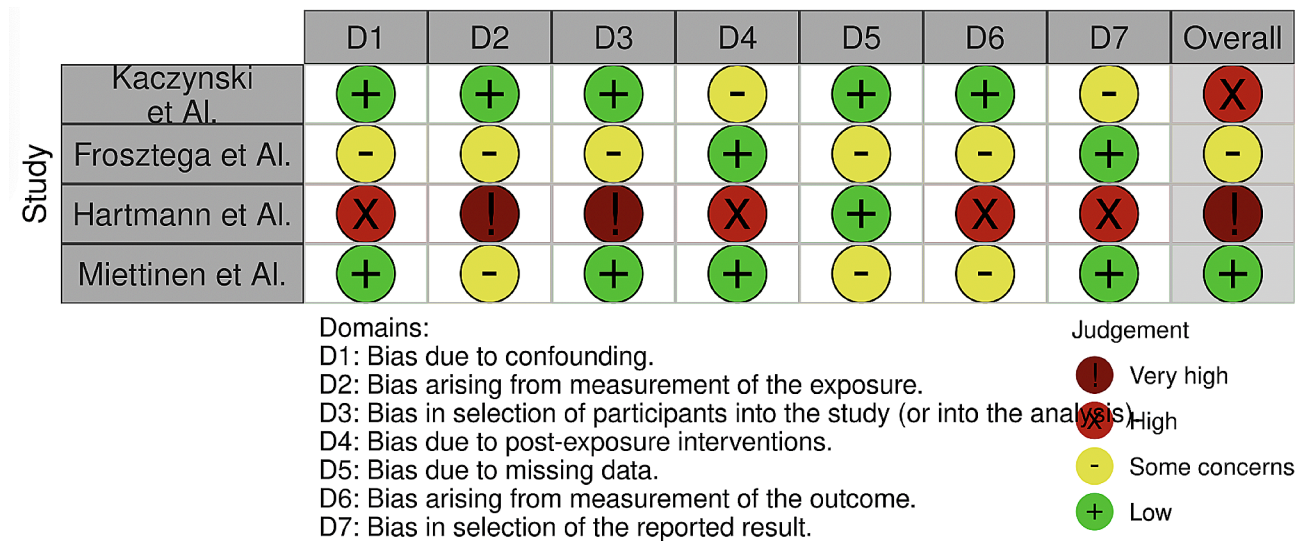 D1 D2 D3 D4 D5 D6 D7 Overall
Study
Kaczynski
et Al. + + + - + + - X
Frosztega et Al. - - - + - - + -
Hartmann et Al. X ! ! X + X X !
Miettinen et Al. + - + + - - + +
Domains:
D1: Bias due to confounding.
D2: Bias arising from measurement of the exposure.
D3: Bias in selection of participants into the study (or into the analysis).
D4: Bias due to post-exposure interventions.
D5: Bias due to missing data.
D6: Bias arising from measurement of the outcome.
D7: Bias in selection of the reported result.
Judgement
! Very high
X High
- Some concerns
+ Low